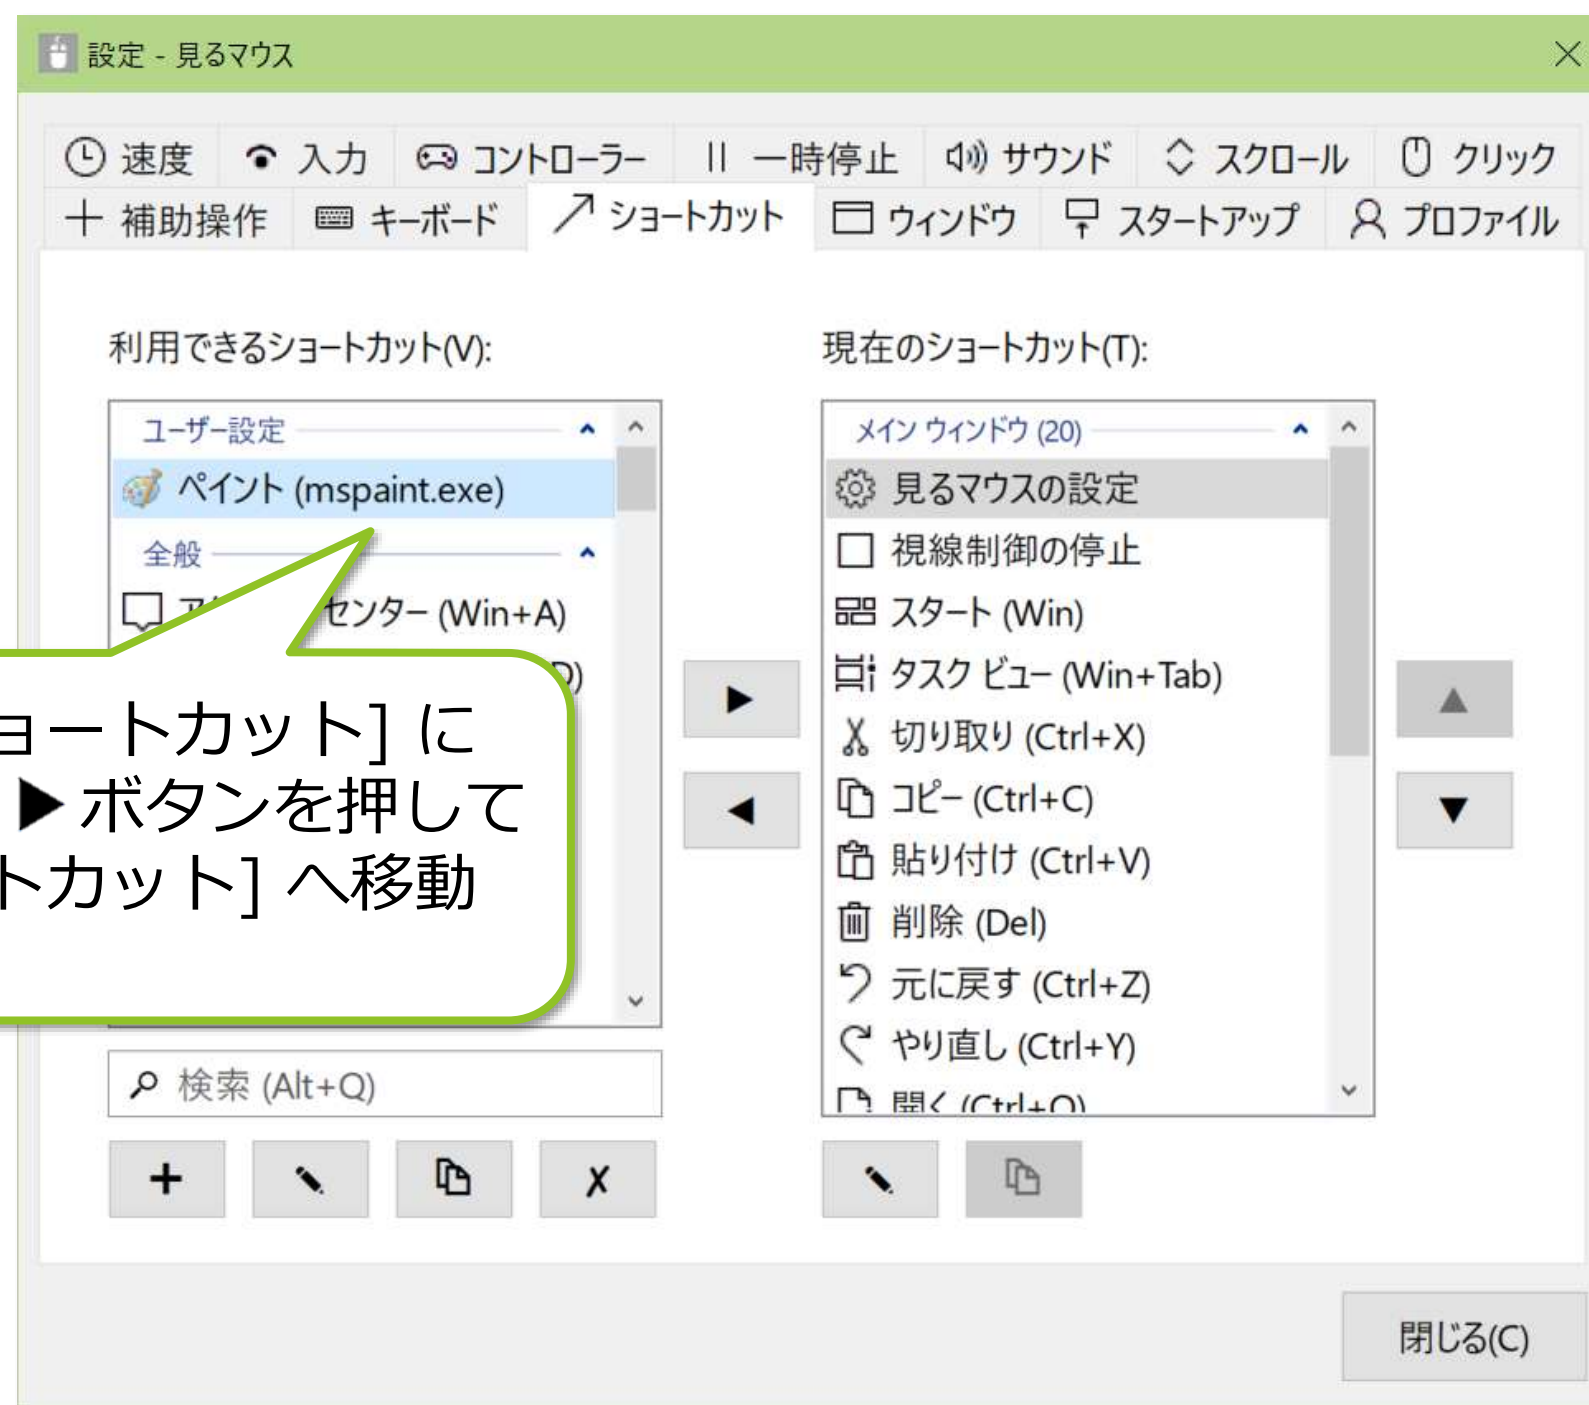 設定 - 見るマウス
速度 入力 コントローラー 一時停止 サウンド スクロール クリック
補助操作 キーボード ショートカット ウィンドウ スタートアップ プロファイル
利用できるショートカット(V):
ユーザー設定
ペイント (mspaint.exe)
全般
センター (Win+A)
ョートカット] に
▶ ボタンを押して
トカット] へ移動
検索 (Alt+Q)
現在のショートカット(T):
メイン ウィンドウ (20)
見るマウスの設定
視線制御の停止
スタート (Win)
タスク ビュー (Win+Tab)
切り取り (Ctrl+X)
コピー (Ctrl+C)
貼り付け (Ctrl+V)
削除 (Del)
元に戻す (Ctrl+Z)
やり直し (Ctrl+Y)
開く (Ctrl+O)
閉じる(C)